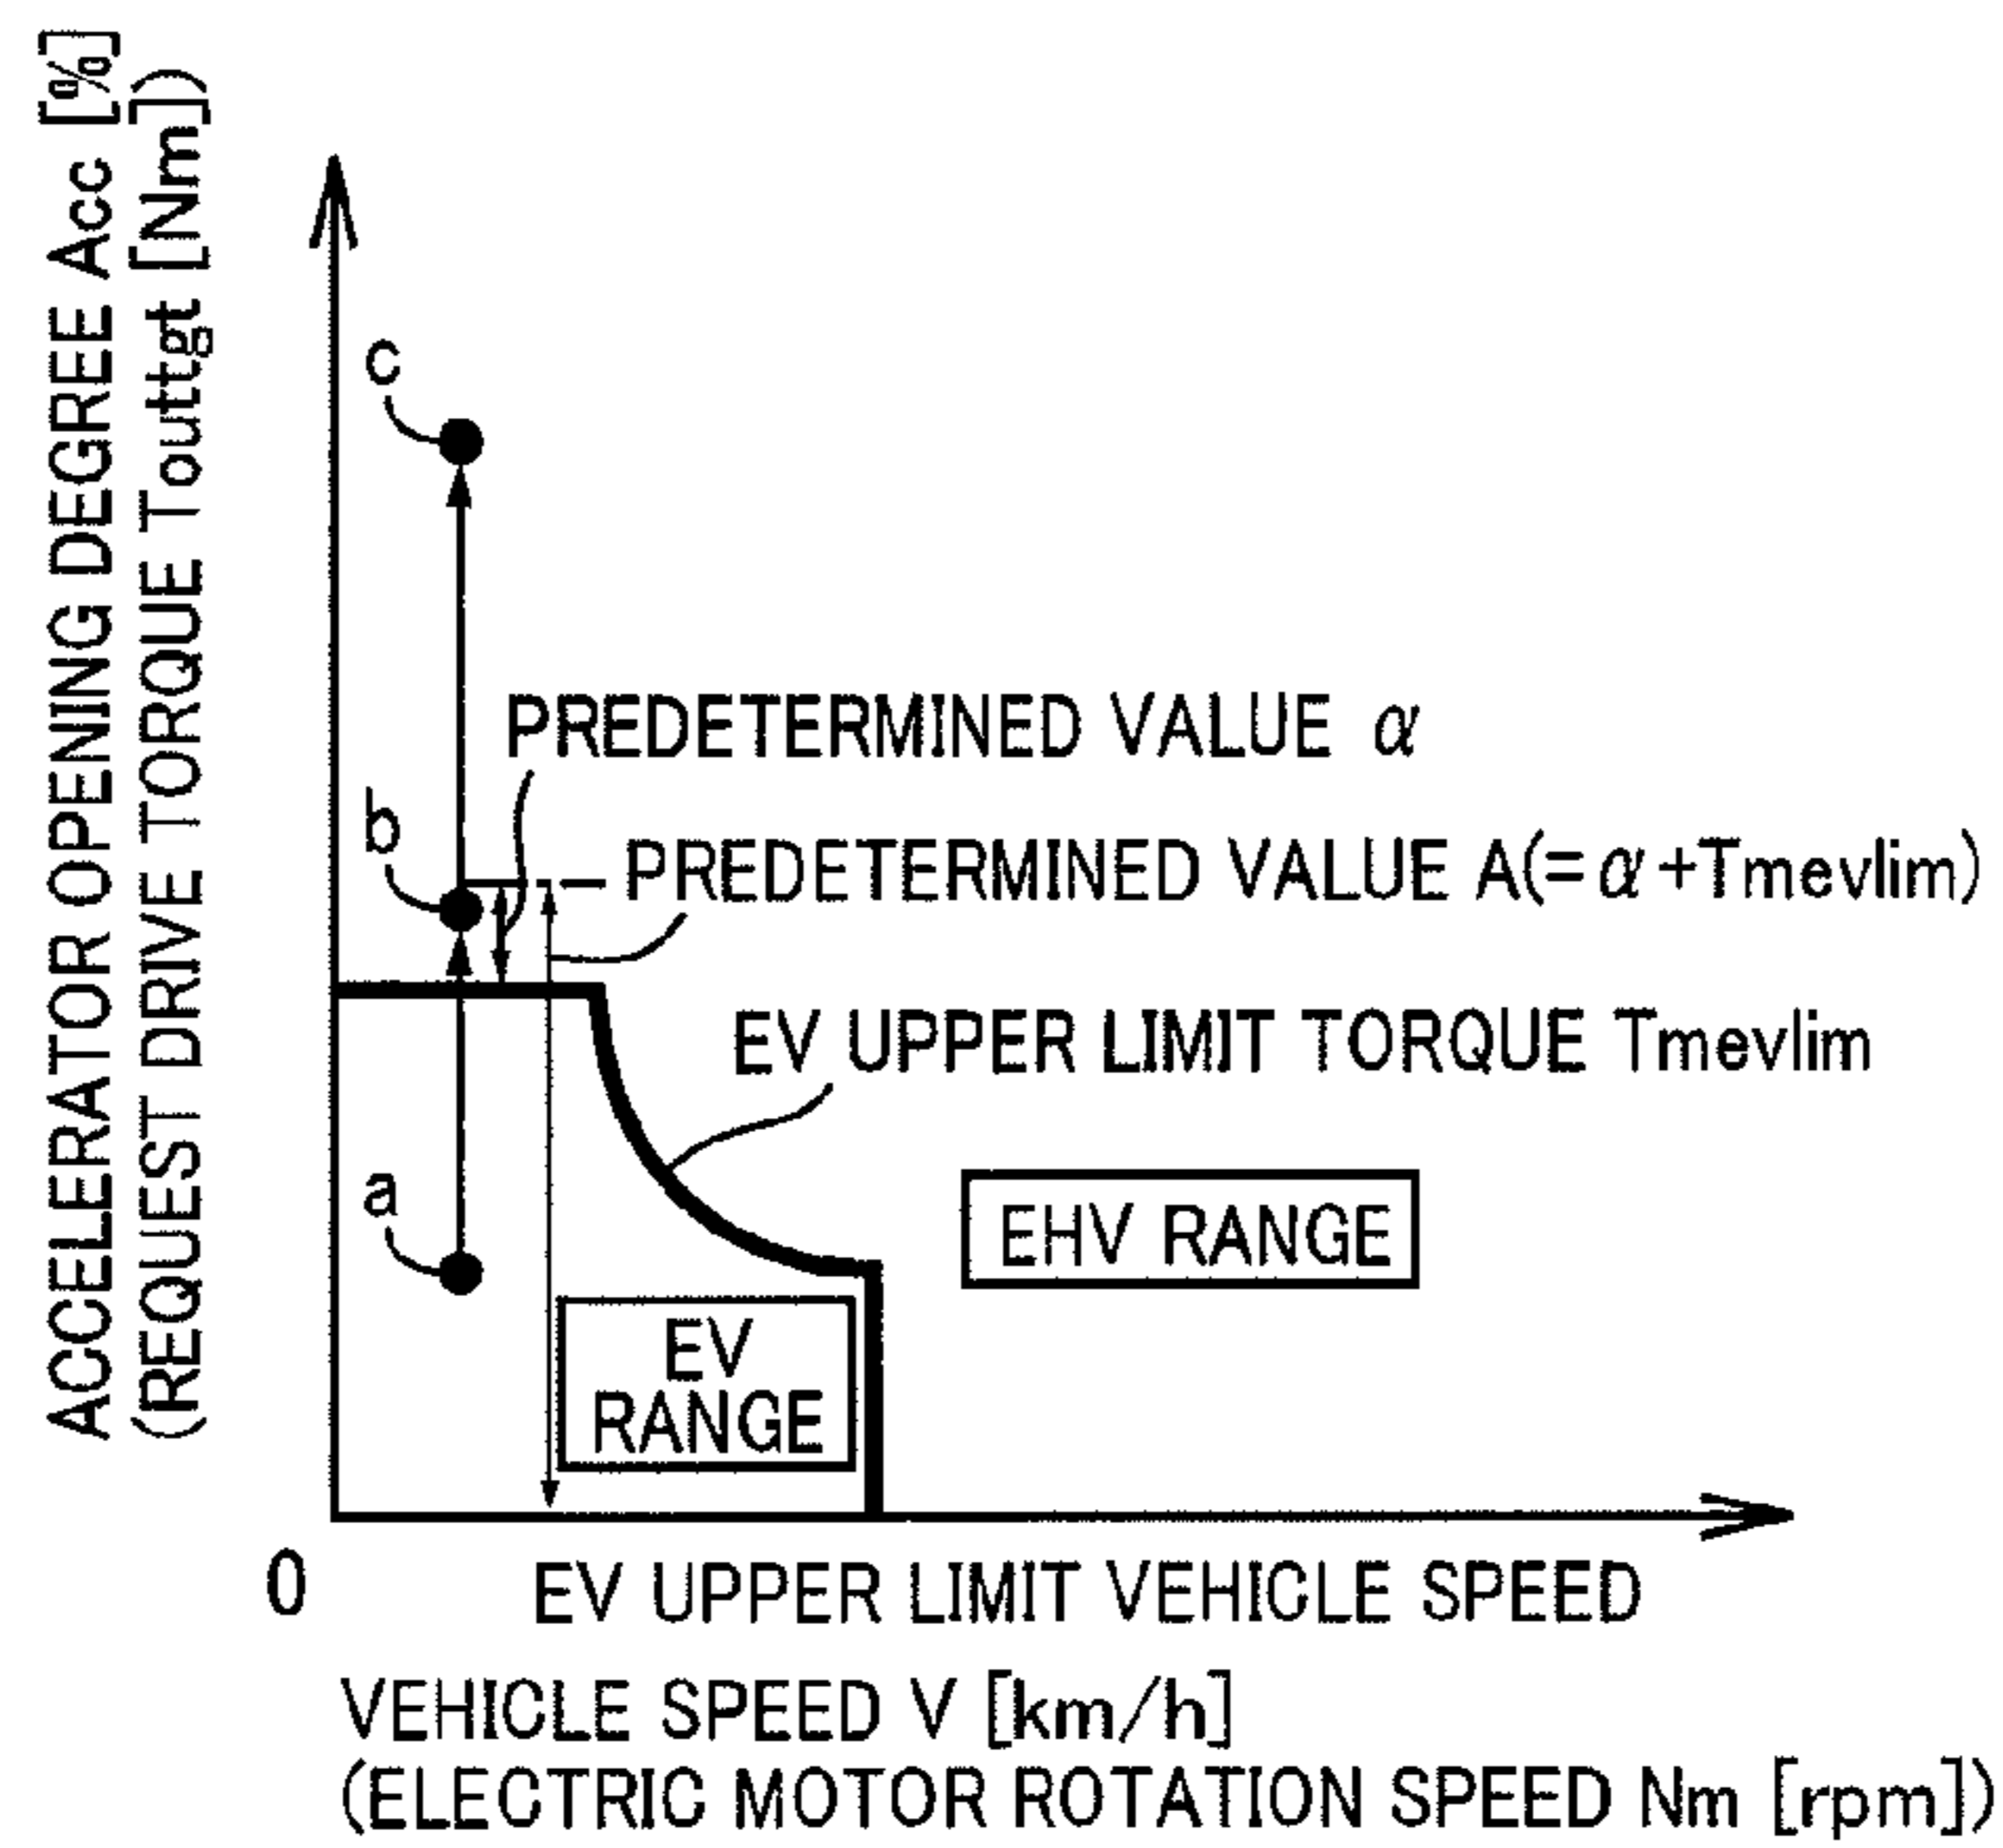 ACCELERATOR OPENING DEGREE Acc [%]
(REQUEST DRIVE TORQUE Touttgt [Nm])
c
PREDETERMINED VALUE α
b
PREDETERMINED VALUE A(=α+Tmevlim)
EV UPPER LIMIT TORQUE Tmevlim
a
EHV RANGE
EV
RANGE
0
EV UPPER LIMIT VEHICLE SPEED
VEHICLE SPEED V [km/h]
(ELECTRIC MOTOR ROTATION SPEED Nm [rpm])